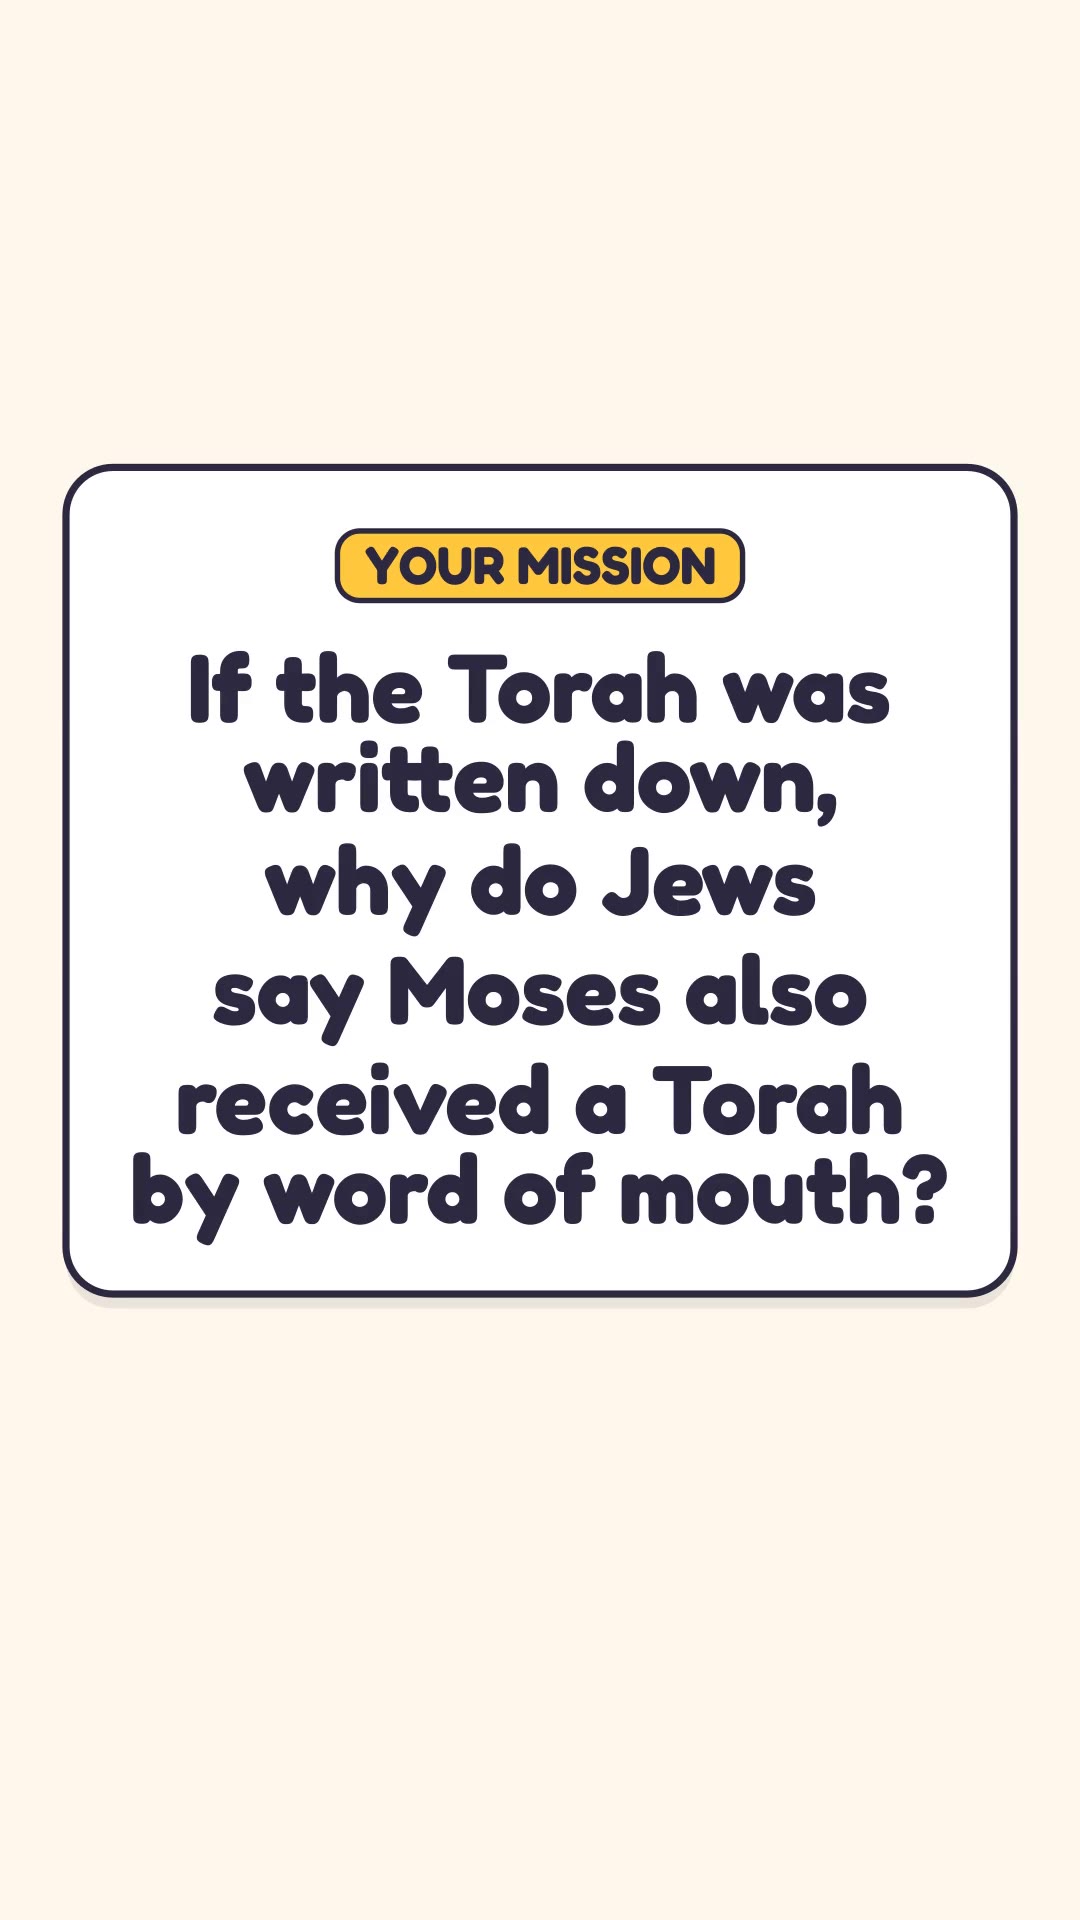 YOUR MISSION
If the Torah was
written down,
why do Jews
say Moses also
received a Torah
by word of mouth?